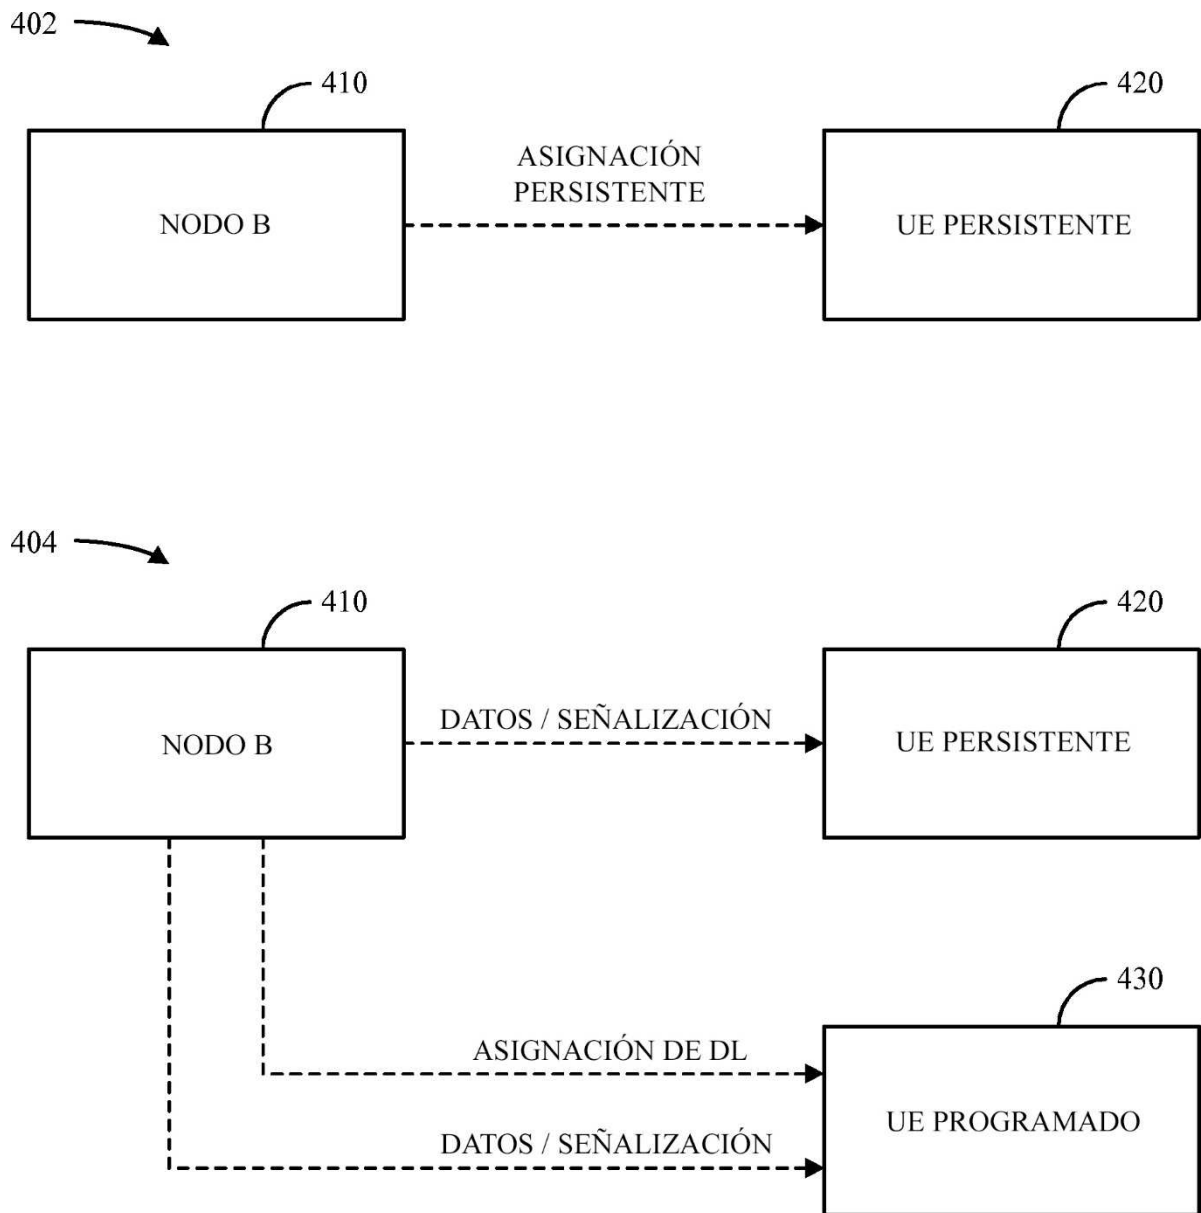 402
410
420
ASIGNACIÓN
PERSISTENTE
NODO B
UE PERSISTENTE
404
410
420
DATOS / SEÑALIZACIÓN
NODO B
UE PERSISTENTE
430
ASIGNACIÓN DE DL
UE PROGRAMADO
DATOS / SEÑALIZACIÓN